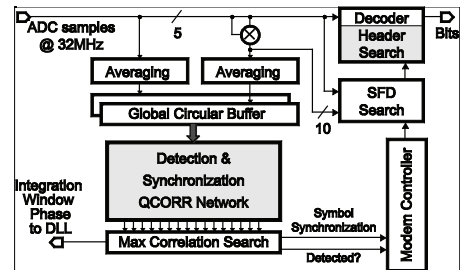 ADC samples
@ 32MHz
5
Decoder
Header
Search
Bits
Averaging
Averaging
SFD
Search
Global Circular Buffer
10
Detection &
Synchronization
QCORR Network
Modem Controller
Integration
Window
Phase
to DLL
Symbol
Synchronization
Max Correlation Search
Detected?